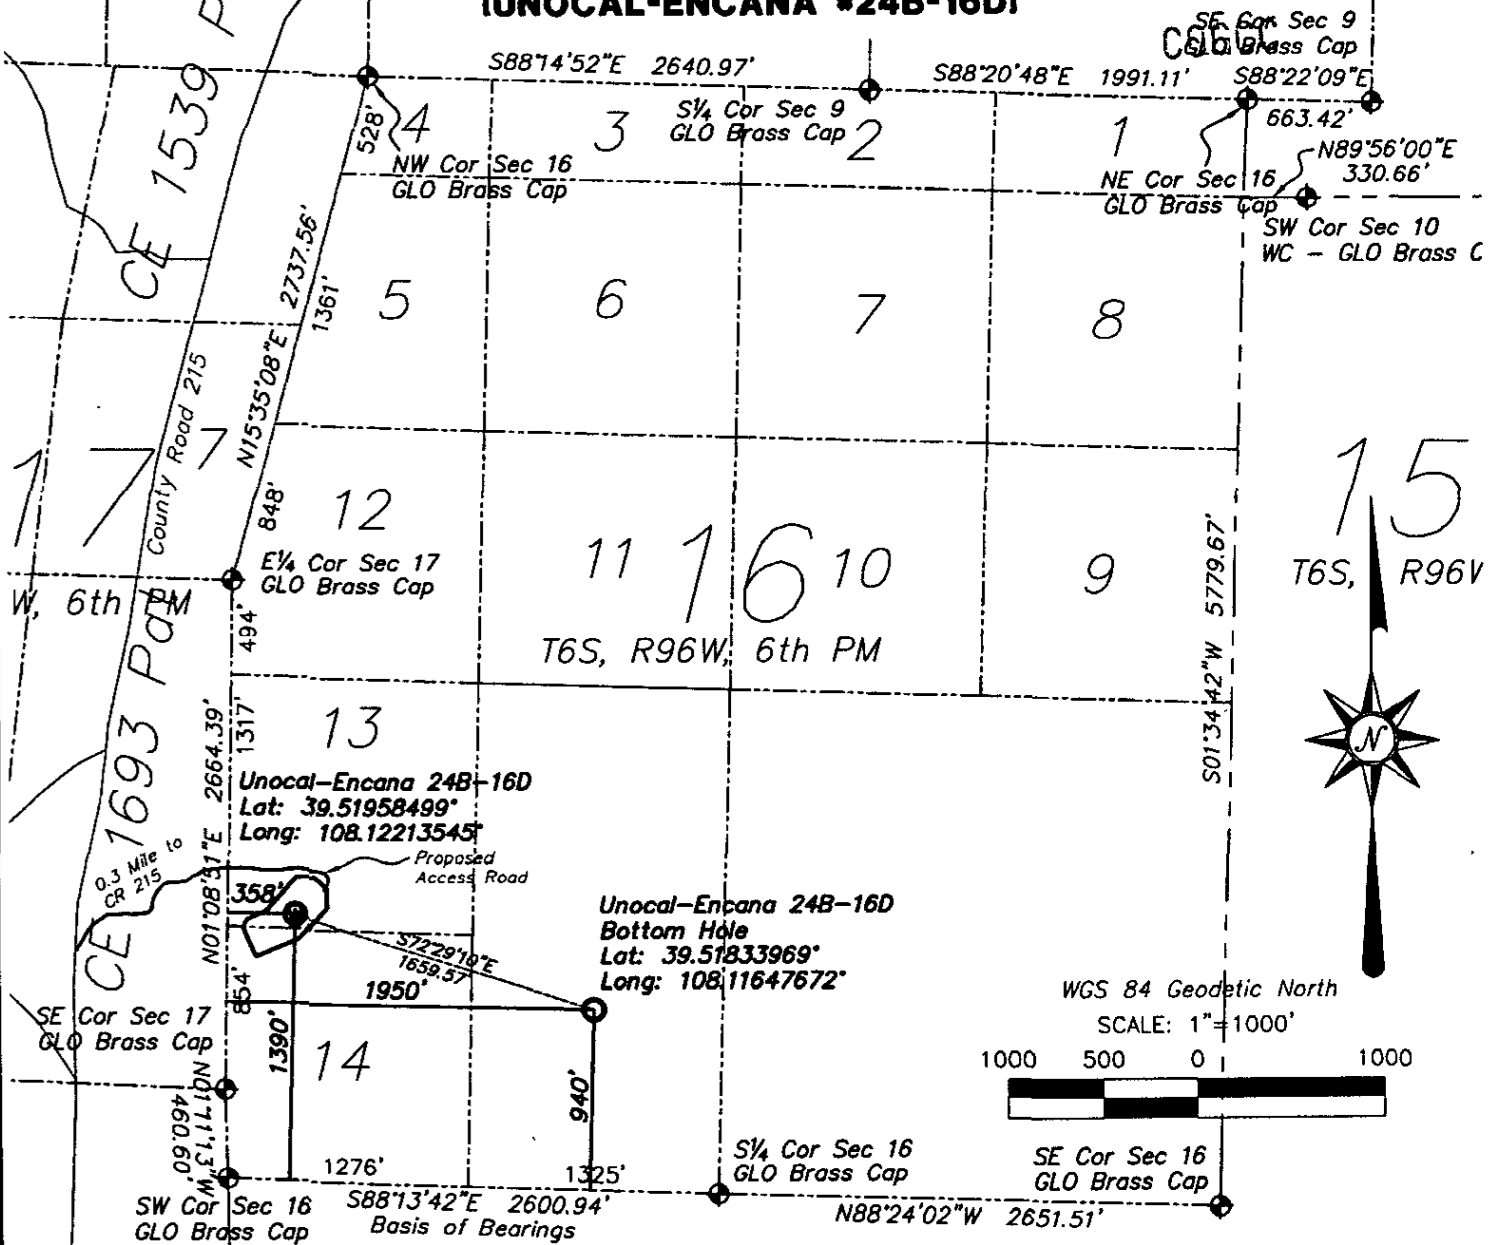 (UNOCAL-ENCANA #24B-16D)
SE Cor Sec 9
GLO Brass Cap
S88°14'52"E 2640.97'
S88°20'48"E 1991.11'
S88°22'09"E
663.42'
S¼ Cor Sec 9
GLO Brass Cap
N89°56'00"E
330.66'
528'
4
3
2
1
NW Cor Sec 16
GLO Brass Cap
NE Cor Sec 16
GLO Brass Cap
SW Cor Sec 10
WC - GLO Brass C
CE 1539 P
N15°35'08"E 2737.56'
1361'
5
6
7
8
County Road 215
17
7
848'
12
11
16
10
9
15
E¼ Cor Sec 17
GLO Brass Cap
W, 6th PM
T6S, R96W, 6th PM
T6S, R96W
494'
S01°34'42"W 5779.67'
CE 1693 Pd
N01°08'51"E 2664.39'
1317'
13
Unocal-Encana 24B-16D
Lat: 39.51958499°
Long: 108.12213545°
N
0.3 Mile to
CR 215
Proposed
Access Road
358'
Unocal-Encana 24B-16D
Bottom Hole
Lat: 39.51833969°
Long: 108.11647672°
S72°29'10"E
1659.57
1950'
854'
SE Cor Sec 17
GLO Brass Cap
1390'
14
940'
WGS 84 Geodetic North
SCALE: 1"=1000'
1000 500 0 1000
N01°11'13"W
460.60'
1276'
1325'
S¼ Cor Sec 16
GLO Brass Cap
SE Cor Sec 16
GLO Brass Cap
SW Cor Sec 16
GLO Brass Cap
S88°13'42"E 2600.94'
Basis of Bearings
N88°24'02"W 2651.51'